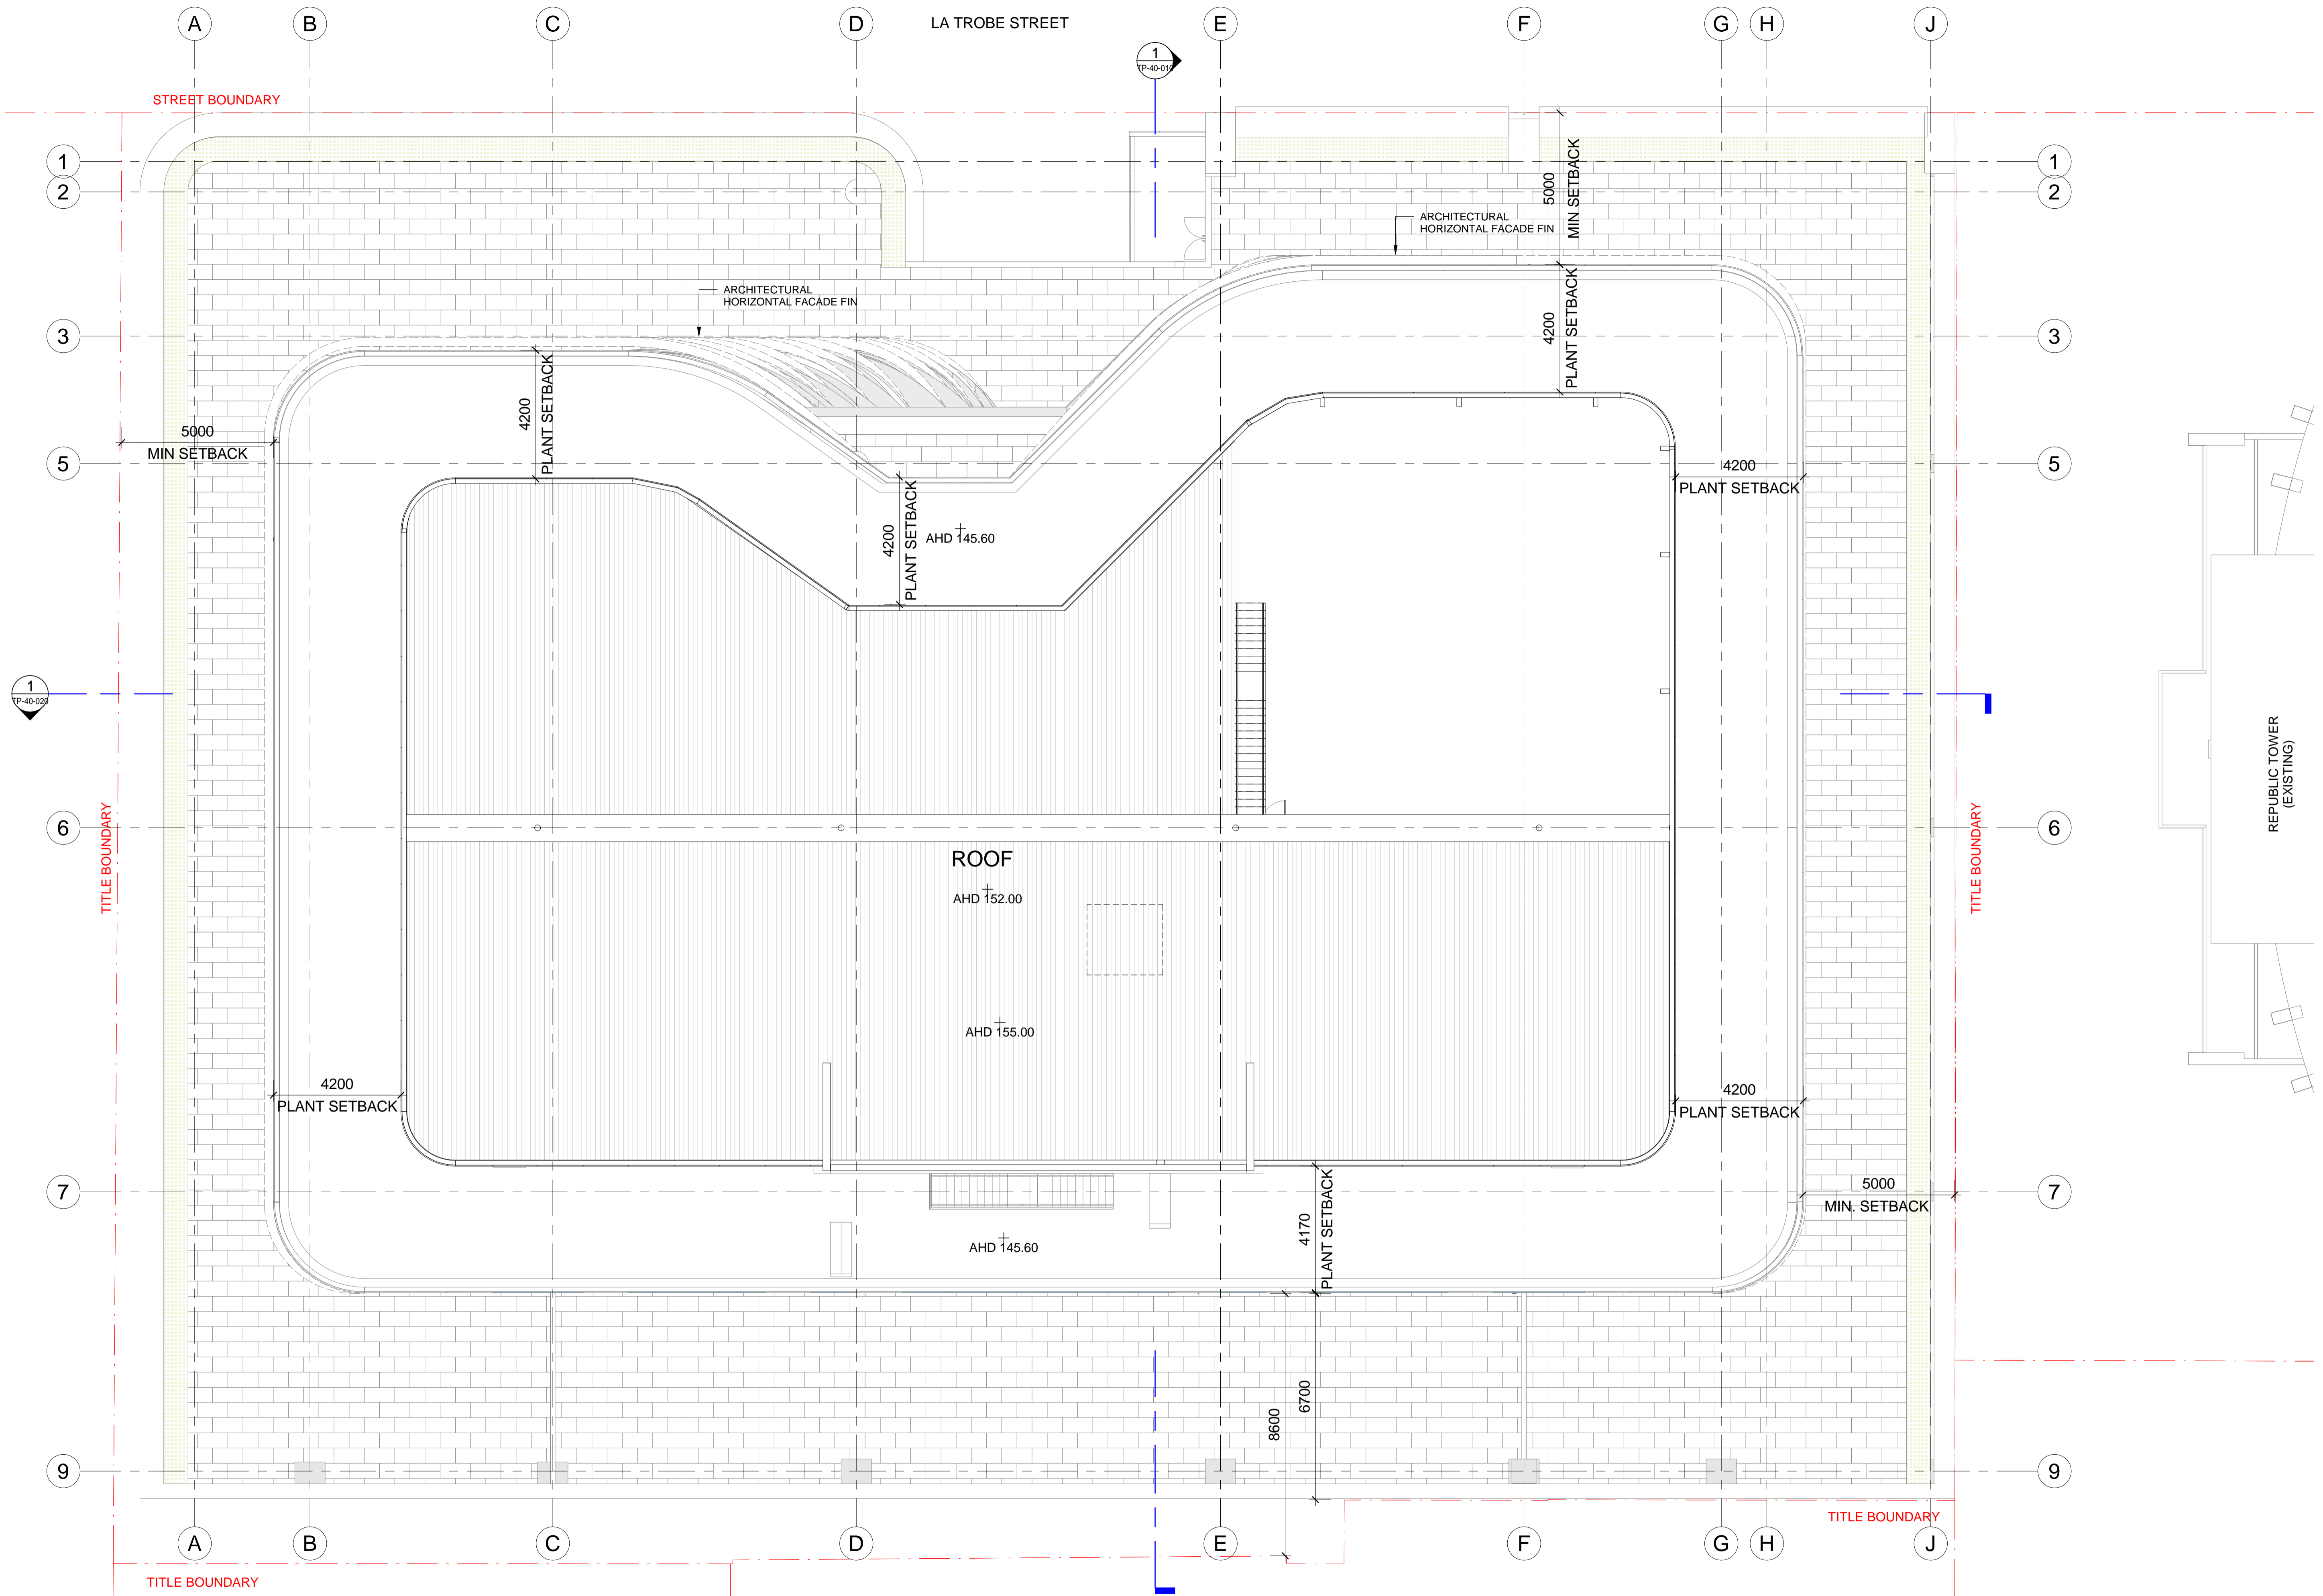 A B C D E F G H J
LA TROBE STREET
1
TP-40-010
STREET BOUNDARY
1 1
2 2
5000
MIN SETBACK
ARCHITECTURAL
HORIZONTAL FACADE FIN
ARCHITECTURAL
HORIZONTAL FACADE FIN
3 3
4200
PLANT SETBACK
4200
PLANT SETBACK
5000
MIN SETBACK
5 5
4200
PLANT SETBACK
4200
PLANT SETBACK
AHD 145.60
1
TP-40-020
REPUBLIC TOWER
(EXISTING)
TITLE BOUNDARY
TITLE BOUNDARY
6 6
ROOF
AHD 152.00
AHD 155.00
4200
PLANT SETBACK
4200
PLANT SETBACK
7 7
5000
MIN. SETBACK
4170
PLANT SETBACK
AHD 145.60
6700
8600
9 9
TITLE BOUNDARY
A B C D E F G H J
TITLE BOUNDARY